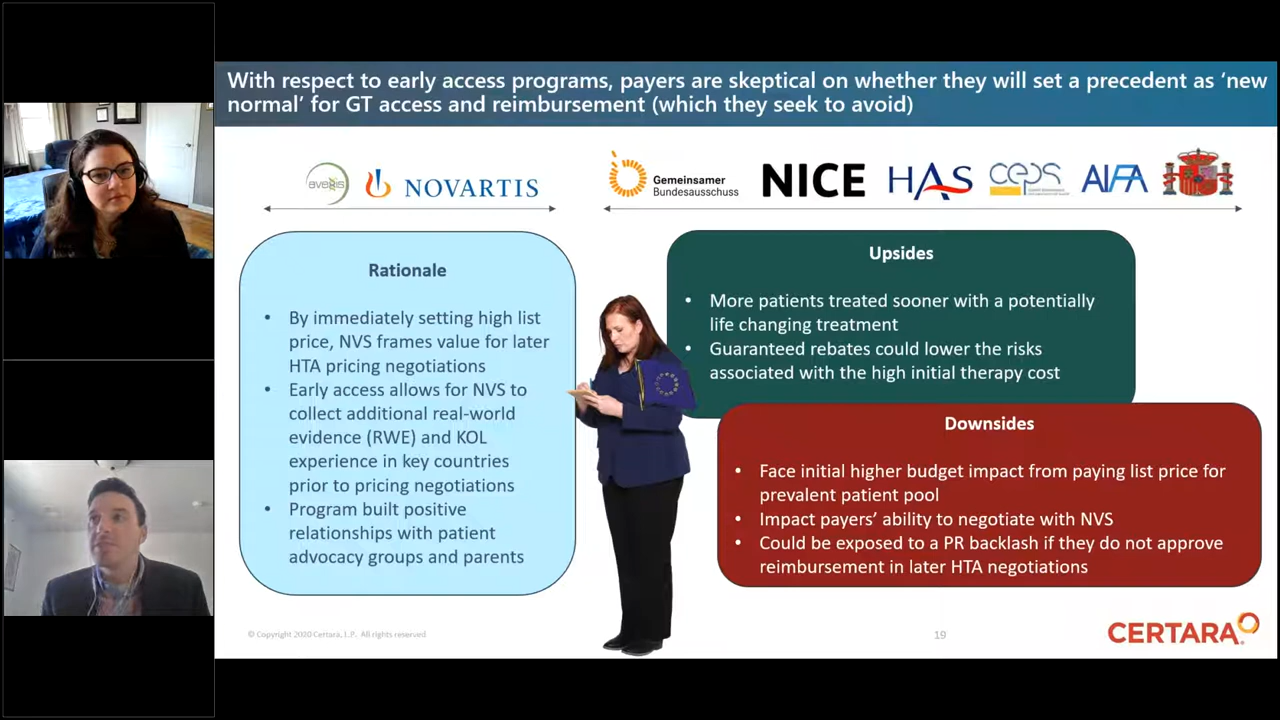 With respect to early access programs, payers are skeptical on whether they will set a precedent as ‘new
normal’ for GT access and reimbursement (which they seek to avoid)
avexis
NOVARTIS
Gemeinsamer
Bundesausschuss
NICE
HAS
ceps
AIFA
Rationale
• By immediately setting high list
price, NVS frames value for later
HTA pricing negotiations
• Early access allows for NVS to
collect additional real-world
evidence (RWE) and KOL
experience in key countries
prior to pricing negotiations
• Program built positive
relationships with patient
advocacy groups and parents
Upsides
• More patients treated sooner with a potentially
life changing treatment
• Guaranteed rebates could lower the risks
associated with the high initial therapy cost
Downsides
• Face initial higher budget impact from paying list price for
prevalent patient pool
• Impact payers’ ability to negotiate with NVS
• Could be exposed to a PR backlash if they do not approve
reimbursement in later HTA negotiations
© Copyright 2020 Certara, L.P. All rights reserved
19
CERTARA